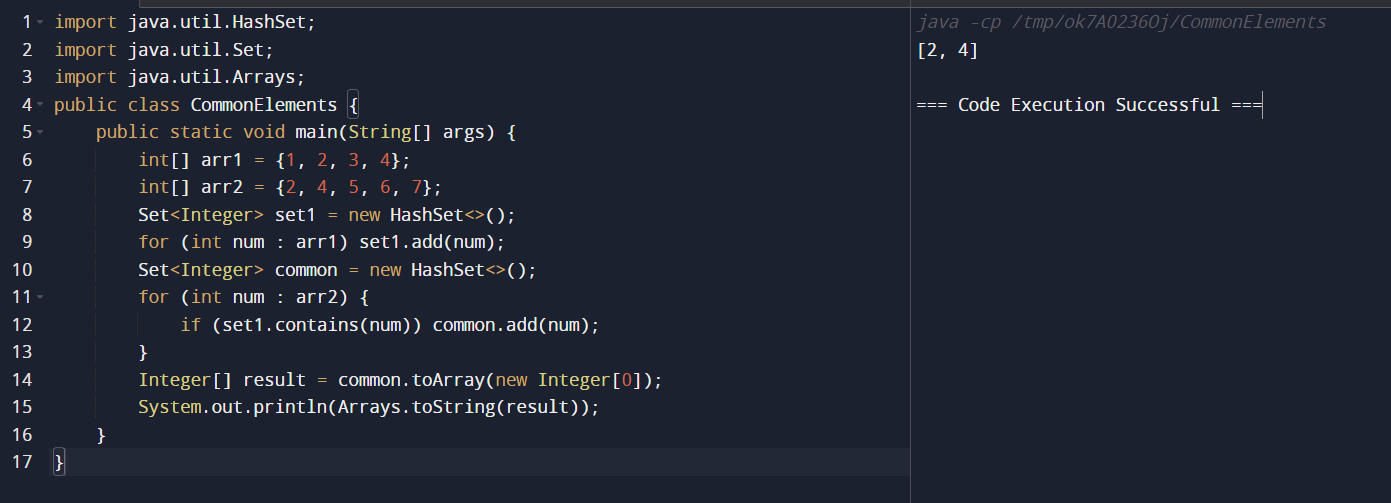 1 import java.util.HashSet;
2 import java.util.Set;
3 import java.util.Arrays;
4 public class CommonElements {
5     public static void main(String[] args) {
6         int[] arr1 = {1, 2, 3, 4};
7         int[] arr2 = {2, 4, 5, 6, 7};
8         Set<Integer> set1 = new HashSet<>();
9         for (int num : arr1) set1.add(num);
10         Set<Integer> common = new HashSet<>();
11         for (int num : arr2) {
12             if (set1.contains(num)) common.add(num);
13         }
14         Integer[] result = common.toArray(new Integer[0]);
15         System.out.println(Arrays.toString(result));
16     }
17 }
java -cp /tmp/ok7A0236Oj/CommonElements
[2, 4]
=== Code Execution Successful ===